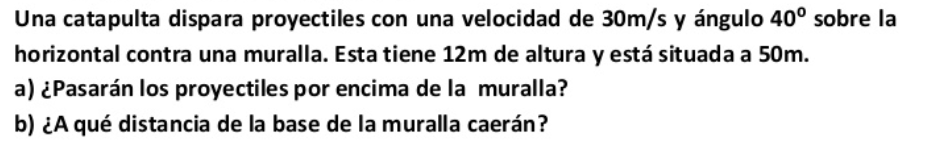 Una catapulta dispara proyectiles con una velocidad de 30m/s y ángulo 40º sobre la
horizontal contra una muralla. Esta tiene 12m de altura y está situada a 50m.
a) ¿Pasarán los proyectiles por encima de la muralla?
b) ¿A qué distancia de la base de la muralla caerán?